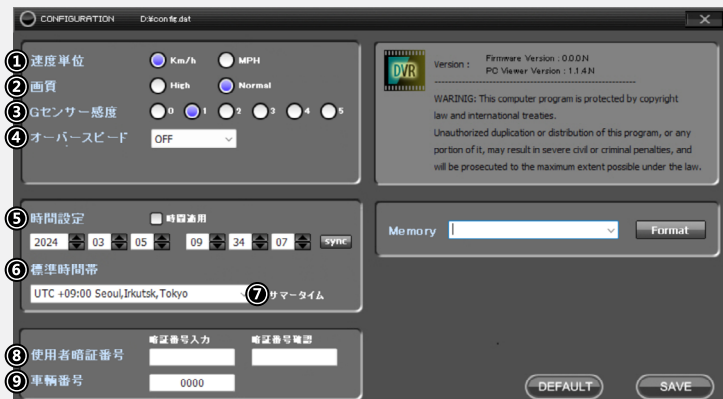 CONFIGURATION D:¥config.dat
① 速度単位 Km/h MPH
② 画質 High Normal
③ Gセンサー感度 0 1 2 3 4 5
④ オーバースピード OFF
⑤ 時間設定 時間適用
2024 03 05 09 34 07 sync
⑥ 標準時間帯
UTC +09:00 Seoul,Irkutsk,Tokyo ⑦ サマータイム
暗証番号入力 暗証番号確認
⑧ 使用者暗証番号
⑨ 車輌番号 0000
DVR
Version : Firmware Version : 0.0.0.N
PC Viewer Version : 1.1.4.N
WARINIG: This computer program is protected by copyright
law and international treaties.
Unauthorized duplication or distribution of this program, or any
portion of it, may result in severe civil or criminal penalties, and
will be prosecuted to the maximum extent possible under the law.
Memory Format
DEFAULT SAVE